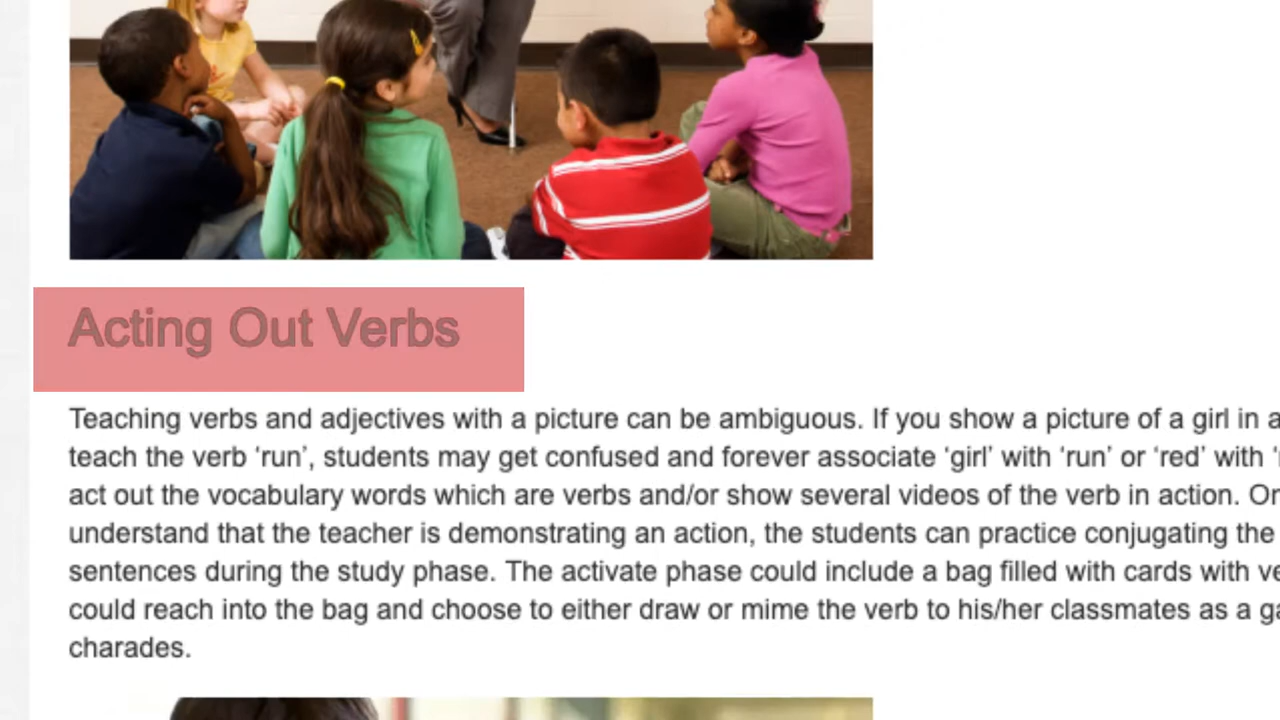 Acting Out Verbs
Teaching verbs and adjectives with a picture can be ambiguous. If you show a picture of a girl in a
teach the verb ‘run’, students may get confused and forever associate ‘girl’ with ‘run’ or ‘red’ with
act out the vocabulary words which are verbs and/or show several videos of the verb in action.
understand that the teacher is demonstrating an action, the students can practice conjugating the
sentences during the study phase. The activate phase could include a bag filled with cards with
could reach into the bag and choose to either draw or mime the verb to his/her classmates as a
charades.